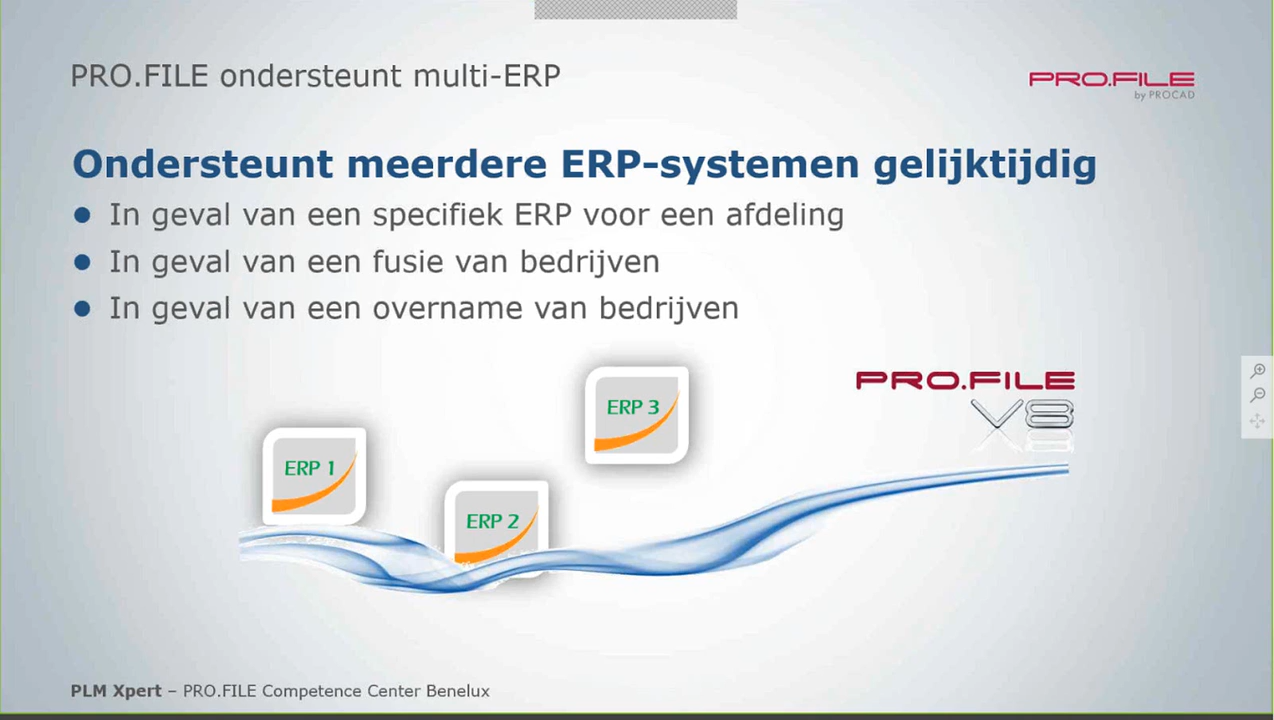 PRO.FILE ondersteunt multi-ERP
PRO.FILE
by PROCAD
Ondersteunt meerdere ERP-systemen gelijktijdig
● In geval van een specifiek ERP voor een afdeling
● In geval van een fusie van bedrijven
● In geval van een overname van bedrijven
PRO.FILE
V8
ERP 3
ERP 1
ERP 2
PLM Xpert – PRO.FILE Competence Center Benelux